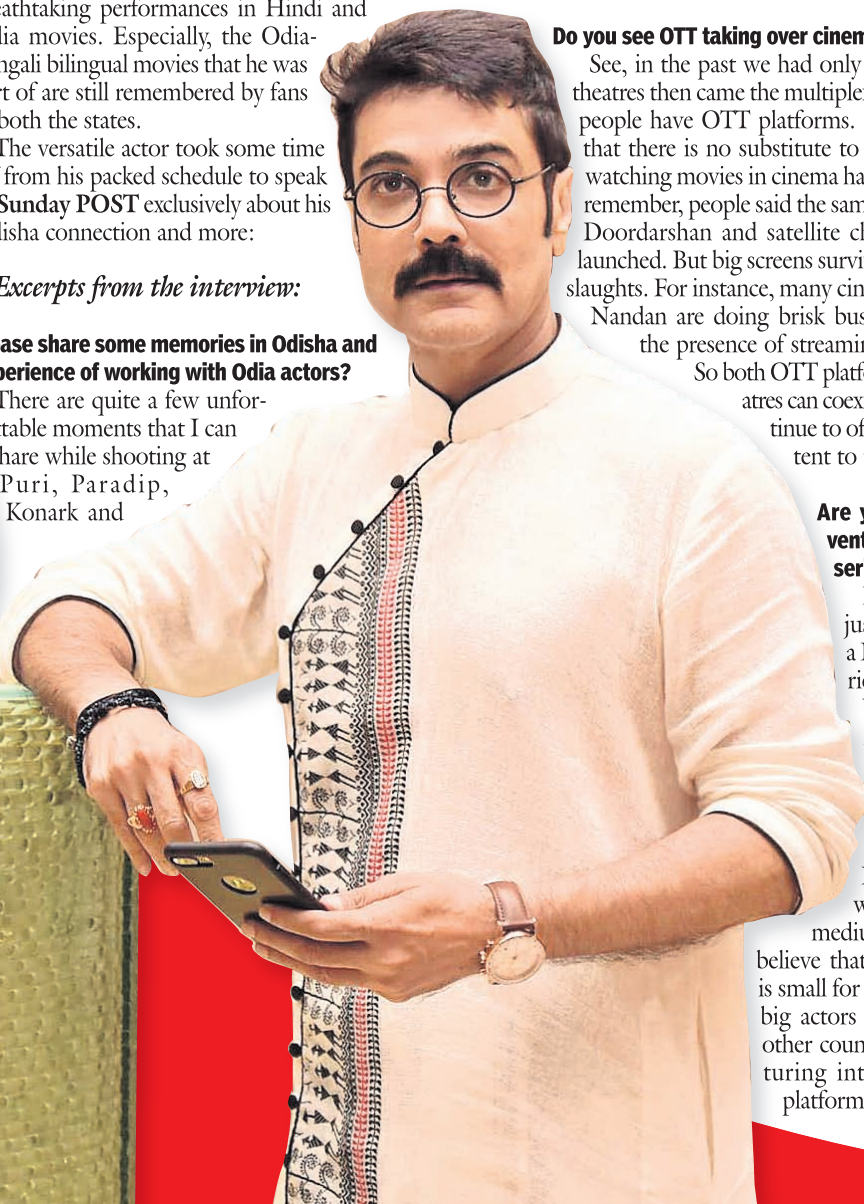 eathtaking performances in Hindi and
lia movies. Especially, the Odia-
ngali bilingual movies that he was
rt of are still remembered by fans
both the states.
The versatile actor took some time
from his packed schedule to speak
Sunday POST exclusively about his
lisha connection and more:
Excerpts from the interview:
ase share some memories in Odisha and
perience of working with Odia actors?
There are quite a few unfor-
ttable moments that I can
hare while shooting at
Puri, Paradip,
Konark and
Do you see OTT taking over cinem
See, in the past we had only
theatres then came the multiple
people have OTT platforms.
that there is no substitute to
watching movies in cinema ha
remember, people said the sam
Doordarshan and satellite ch
launched. But big screens survi
slaughts. For instance, many cin
Nandan are doing brisk bus
the presence of streamin
So both OTT platf
atres can coex
tinue to of
tent to
Are y
vent
ser
jus
a
ri
w
mediu
believe that
is small for
big actors
other coun
turing int
platform